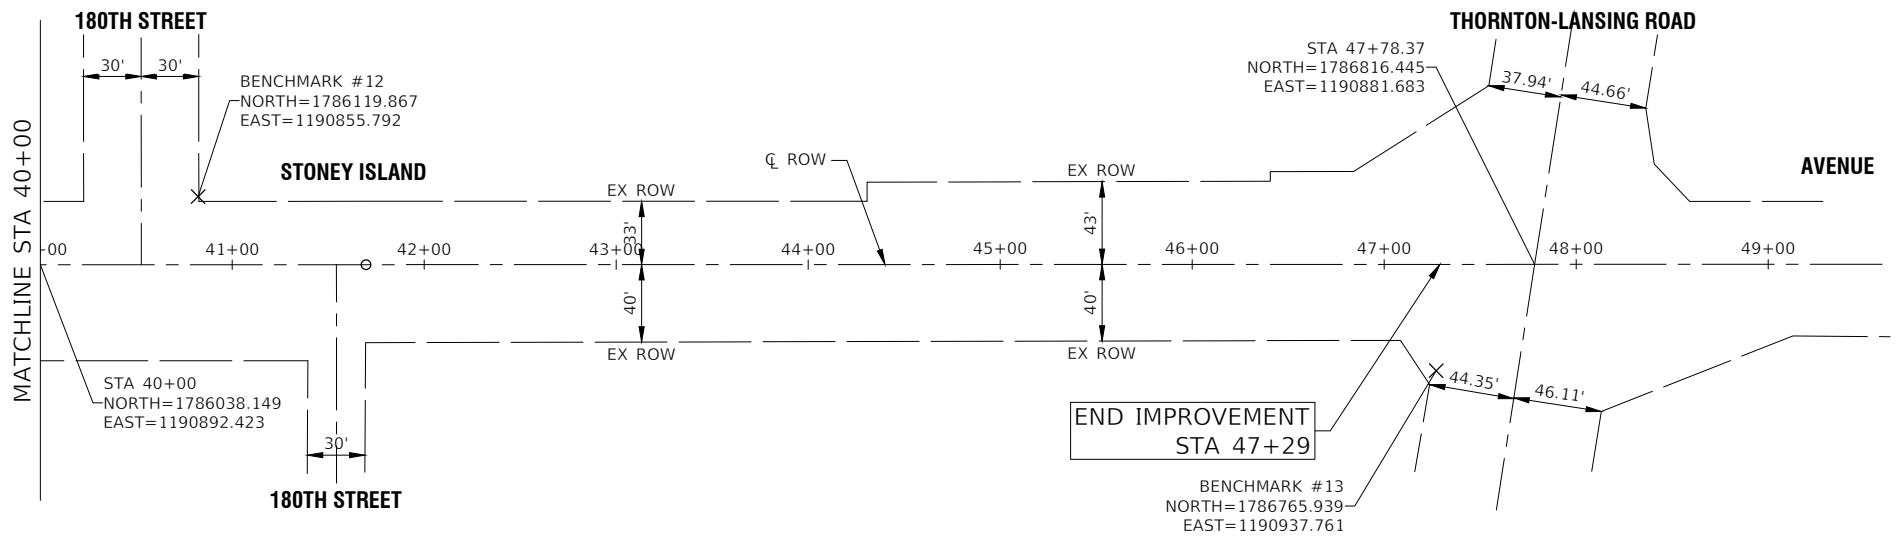 180TH STREET
THORNTON-LANSING ROAD
30'
30'
BENCHMARK #12
NORTH=1786119.867
EAST=1190855.792
STA 47+78.37
NORTH=1786816.445
EAST=1190881.683
37.94'
44.66'
STONEY ISLAND
℄ ROW
AVENUE
EX ROW
EX ROW
33'
43'
MATCHLINE STA 40+00
+00
41+00
42+00
43+00
44+00
45+00
46+00
47+00
48+00
49+00
40'
40'
EX ROW
EX ROW
STA 40+00
NORTH=1786038.149
EAST=1190892.423
44.35'
46.11'
END IMPROVEMENT
STA 47+29
30'
180TH STREET
BENCHMARK #13
NORTH=1786765.939
EAST=1190937.761